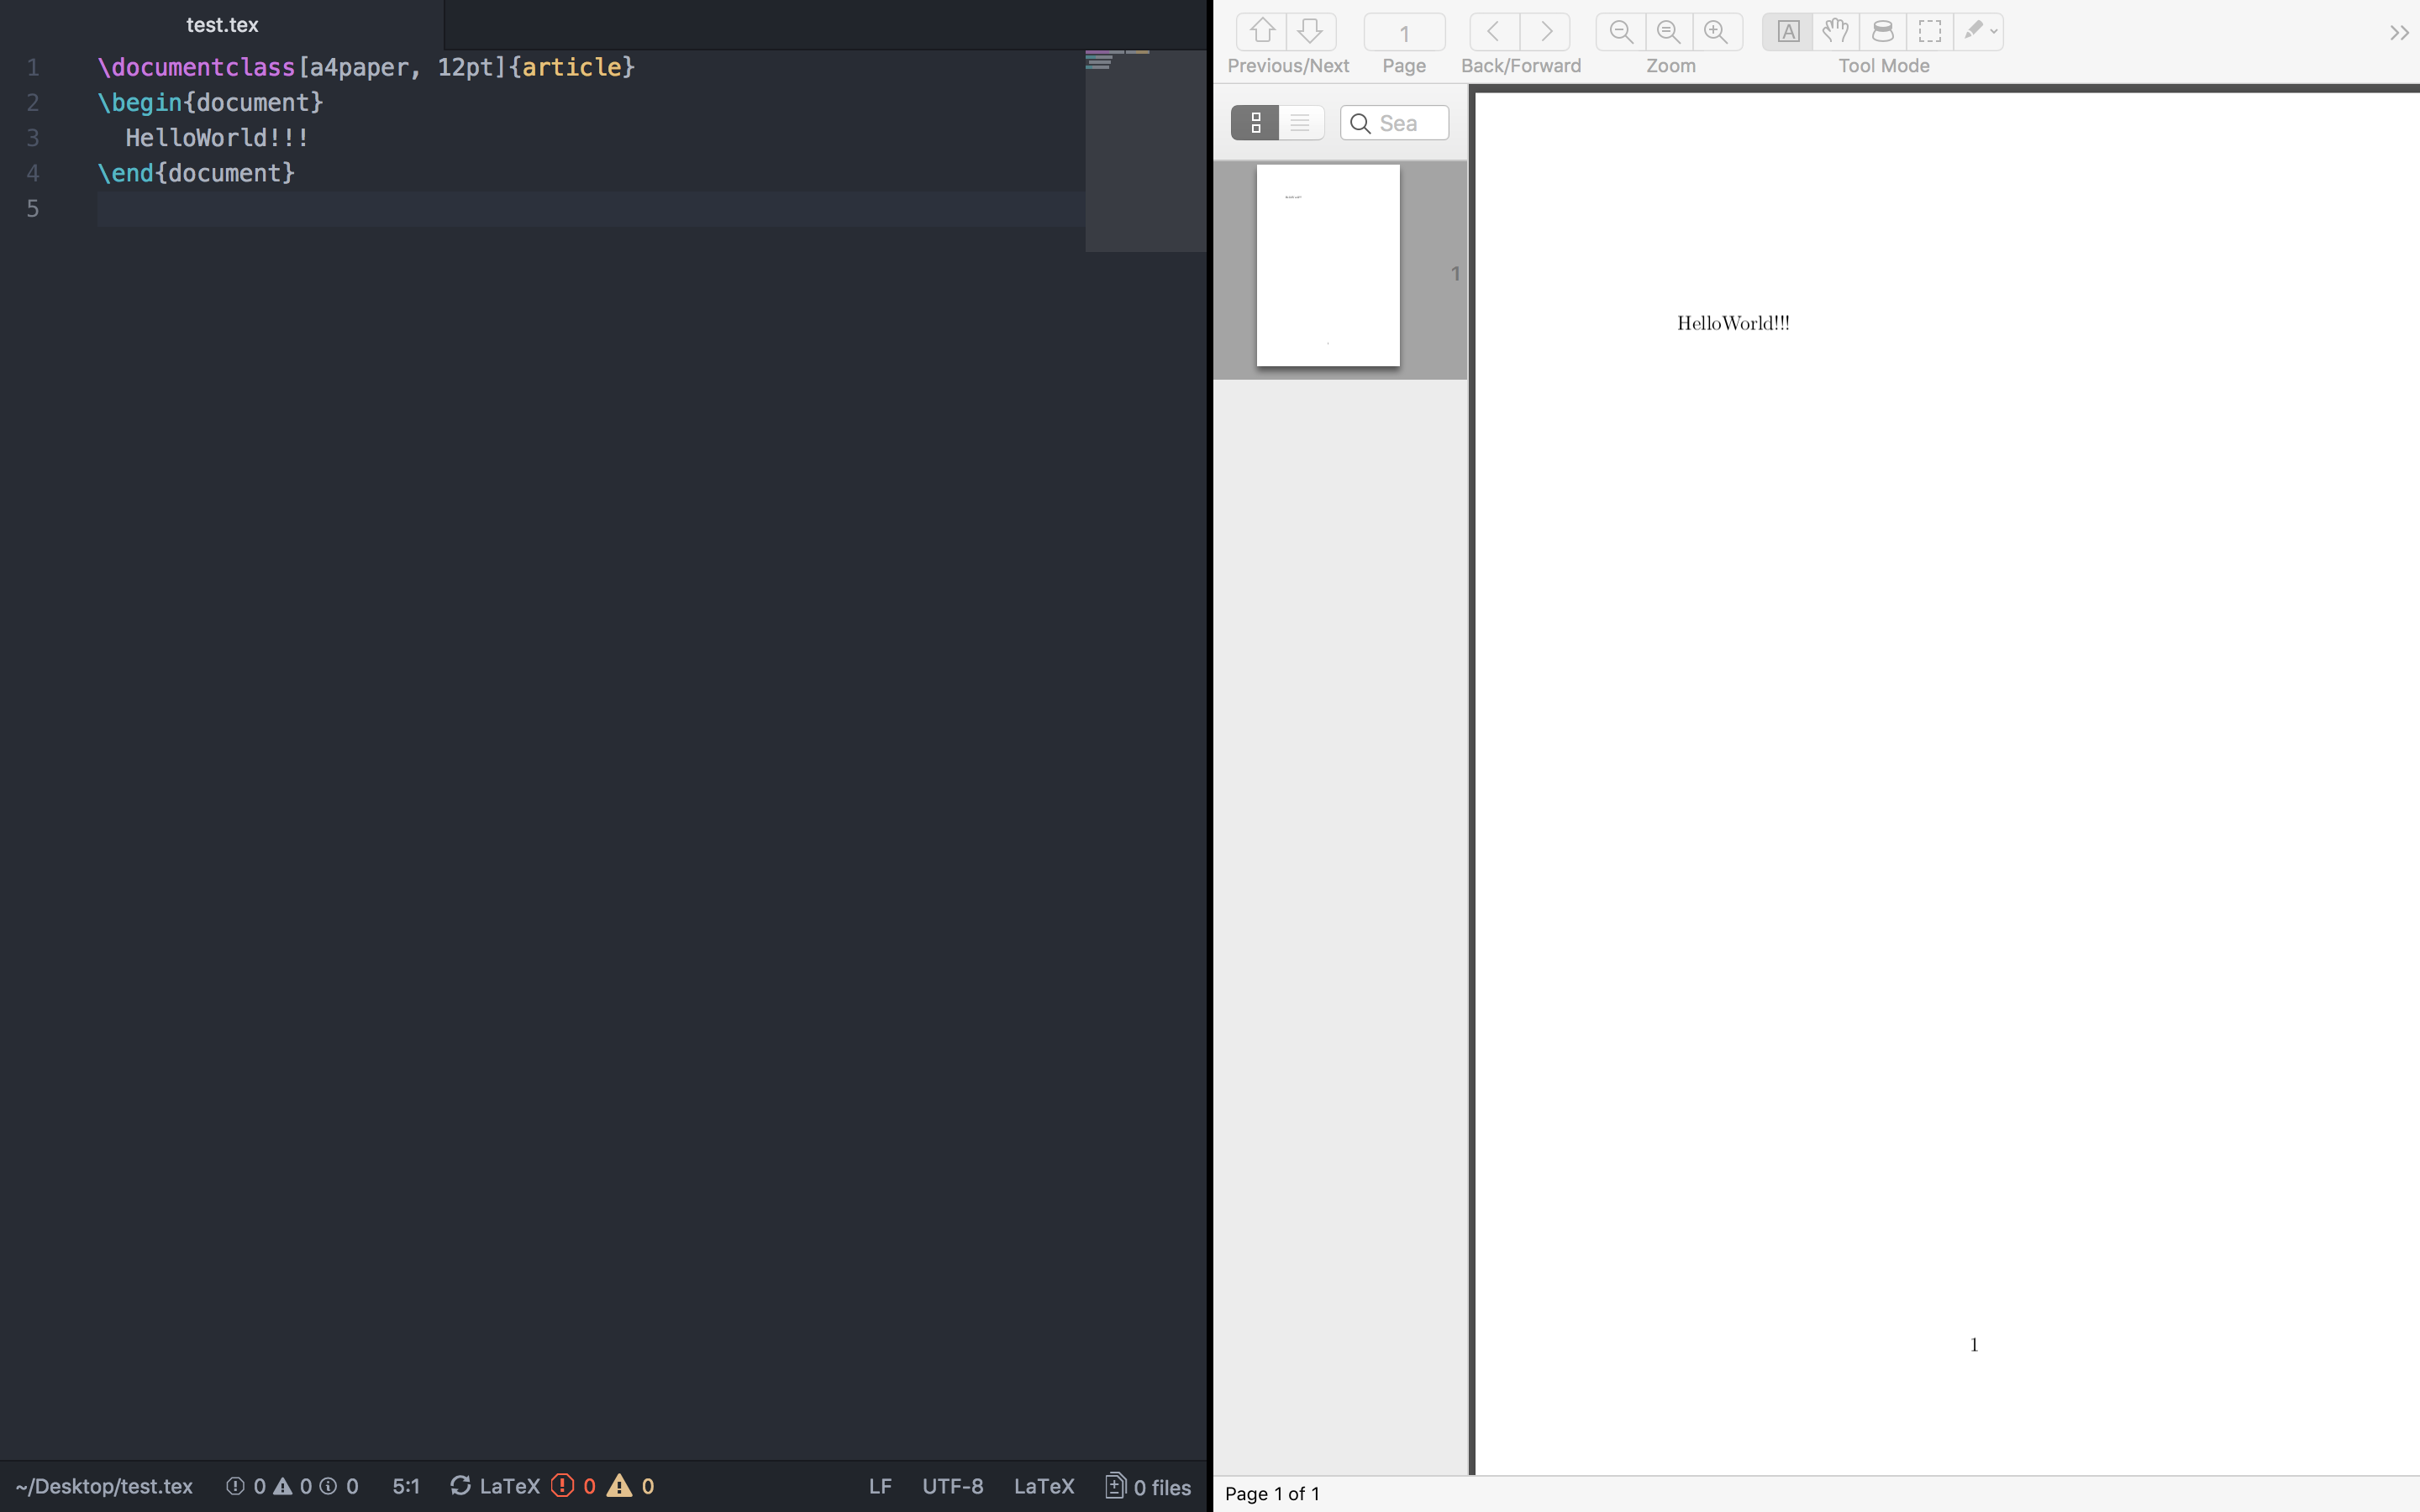 test.tex
1 \documentclass[a4paper, 12pt]{article}
2 \begin{document}
3 HelloWorld!!!
4 \end{document}
5
~/Desktop/test.tex 0 0 0 5:1 LaTeX 0 0 LF UTF-8 LaTeX 0 files
1 A
Previous/Next Page Back/Forward Zoom Tool Mode
Sea
1
HelloWorld!!!
1
Page 1 of 1